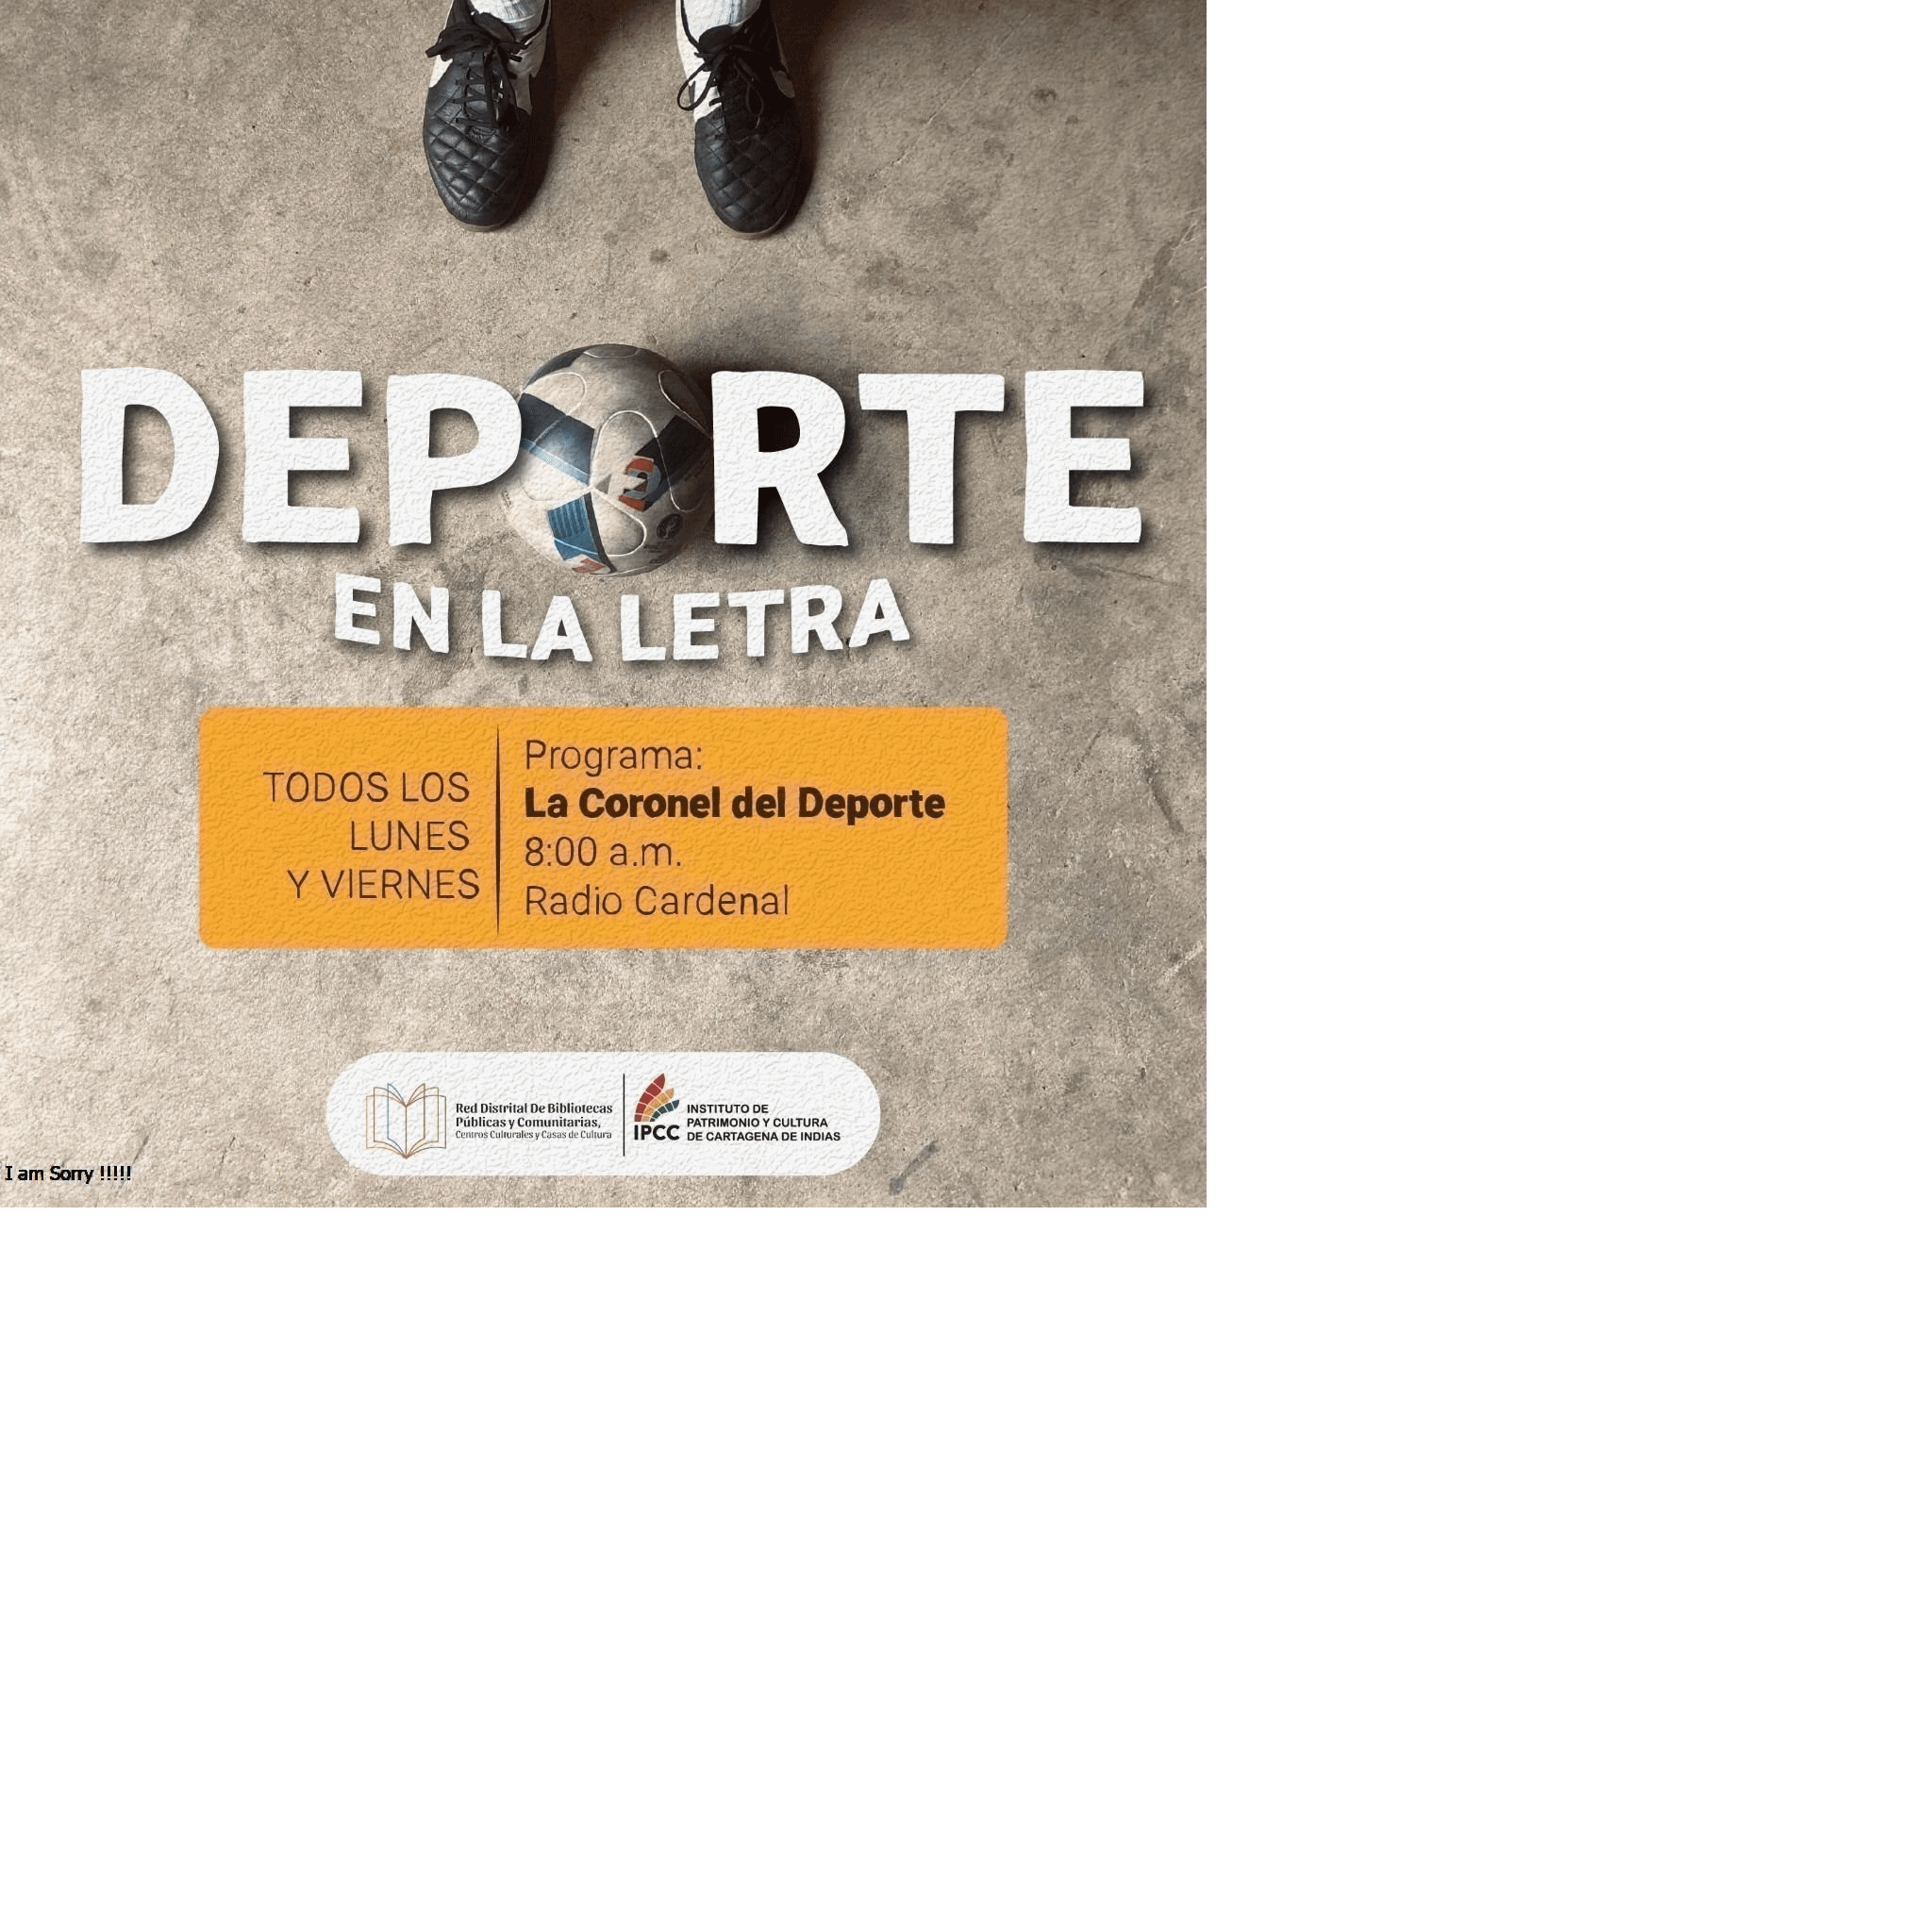 DEPORTE
EN LA LETRA
TODOS LOS
LUNES
Y VIERNES
Programa:
La Coronel del Deporte
8:00 a.m.
Radio Cardenal
Red Distrital De Bibliotecas
Públicas y Comunitarias,
Centros Culturales y Casas de Cultura
IPCC
INSTITUTO DE
PATRIMONIO Y CULTURA
DE CARTAGENA DE INDIAS
I am Sorry !!!!!